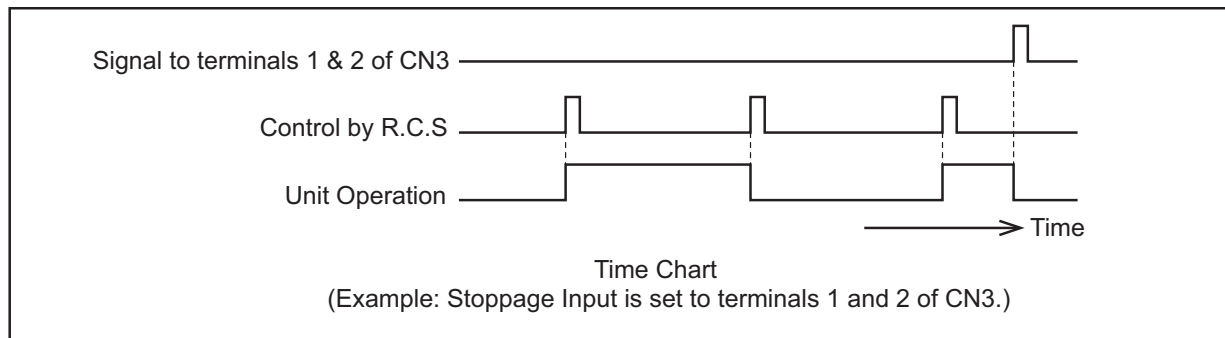 Signal to terminals 1 & 2 of CN3
Control by R.C.S
Unit Operation
Time
Time Chart
(Example: Stoppage Input is set to terminals 1 and 2 of CN3.)